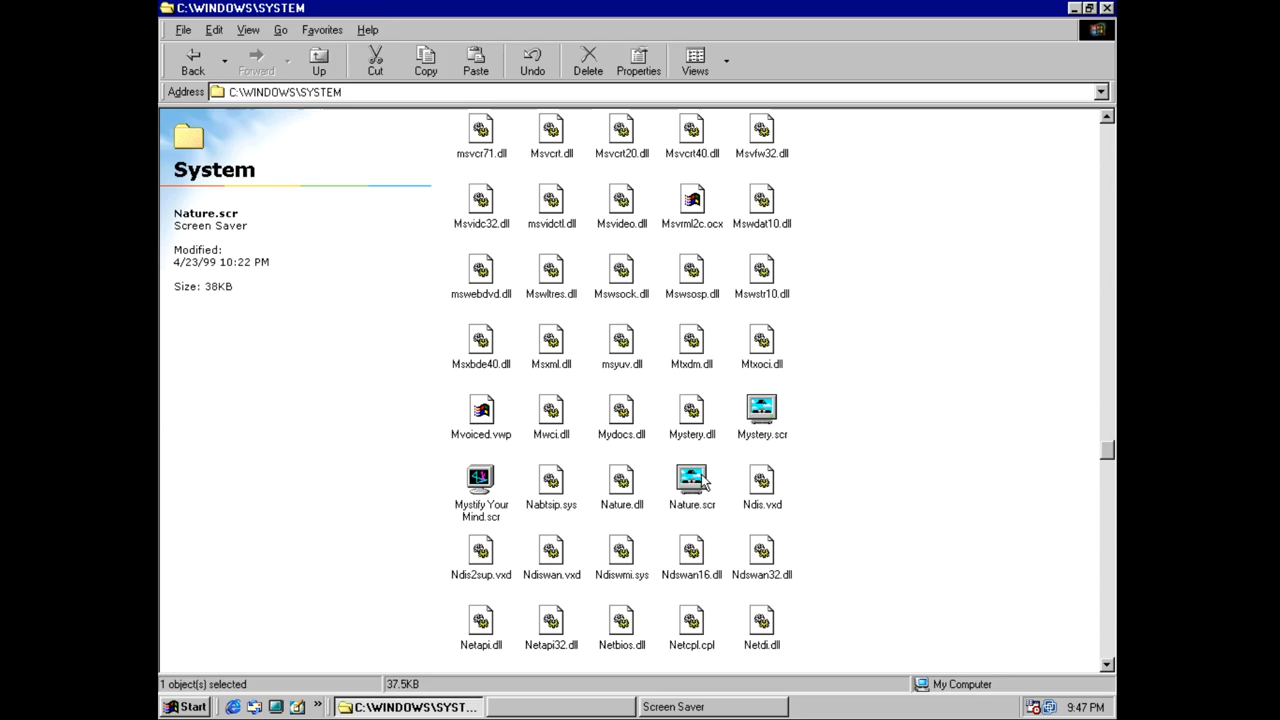 C:\WINDOWS\SYSTEM
File Edit View Go Favorites Help
Back Forward Up Cut Copy Paste Undo Delete Properties Views
Address C:\WINDOWS\SYSTEM
System
Nature.scr
Screen Saver
Modified:
4/23/99 10:22 PM
Size: 38KB
msvcr71.dll Msvcrt.dll Msvcrt20.dll Msvcrt40.dll Msvfw32.dll
Msvidc32.dll msvidctl.dll Msvideo.dll Msvrml2c.ocx Mswdat10.dll
mswebdvd.dll Mswltres.dll Mswsock.dll Mswsosp.dll Mswstr10.dll
Msxbde40.dll Msxml.dll msyuv.dll Mtxdm.dll Mtxoci.dll
Mvoiced.vwp Mwci.dll Mydocs.dll Mystery.dll Mystery.scr
Mystify Your Nabtsip.sys Nature.dll Nature.scr Ndis.vxd
Mind.scr
Ndis2sup.vxd Ndiswan.vxd Ndiswmi.sys Ndswan16.dll Ndswan32.dll
Netapi.dll Netapi32.dll Netbios.dll Netcpl.cpl Netdi.dll
1 object(s) selected 37.5KB My Computer
Start » C:\WINDOWS\SYST... Screen Saver 9:47 PM